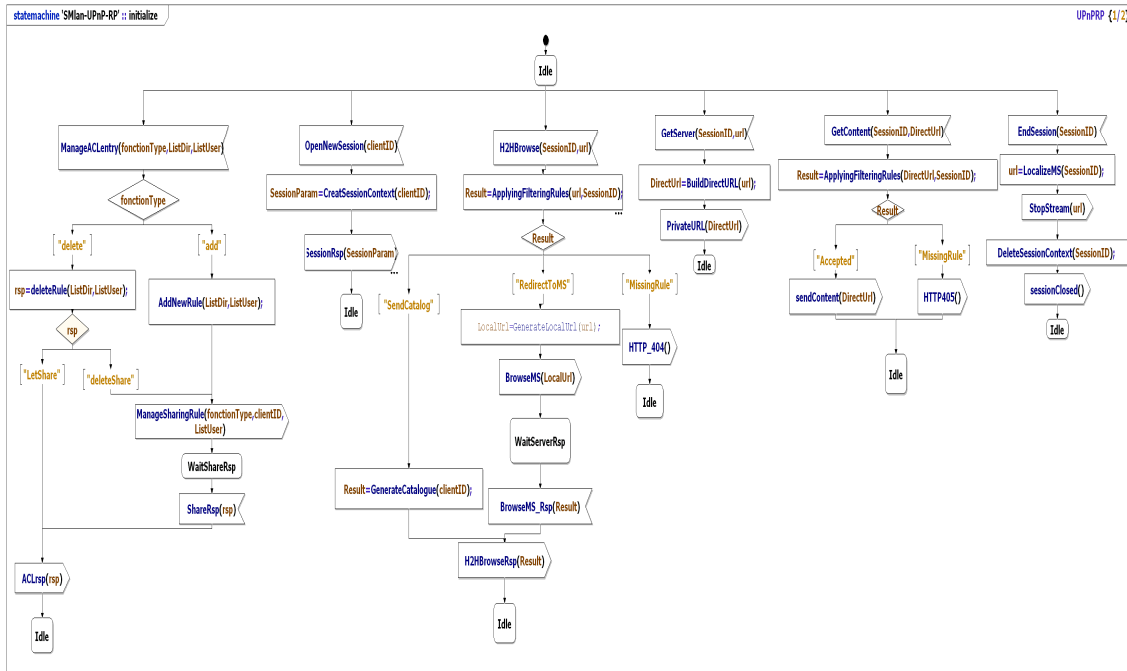 statemachine 'SMlan-UPnP-RP' :: initialize
UPnPRP {1/2}
Idle
ManageACLentry(fonctionType,ListDir,ListUser)
fonctionType
["delete"]
["add"]
rsp=deleteRule(ListDir,ListUser);
AddNewRule(ListDir,ListUser);
rsp
["LetShare"]
["deleteShare"]
ManageSharingRule(fonctionType,clientID,
ListUser)
WaitShareRsp
ShareRsp(rsp)
ACLrsp(rsp)
Idle
OpenNewSession(clientID)
SessionParam=CreatSessionContext(clientID);
SessionRsp(SessionParam)
...
Idle
H2HBrowse(SessionID,url)
Result=ApplyingFilteringRules(url,SessionID);
...
Result
["SendCatalog"]
["RedirectToMS"]
["MissingRule"]
LocalUrl=GenerateLocalUrl(url);
HTTP_404()
Idle
BrowseMS(LocalUrl)
WaitServerRsp
Result=GenerateCatalogue(clientID);
BrowseMS_Rsp(Result)
H2HBrowseRsp(Result)
Idle
GetServer(SessionID,url)
DirectUrl=BuildDirectURL(url);
PrivateURL(DirectUrl)
Idle
GetContent(SessionID,DirectUrl)
Result=ApplyingFilteringRules(DirectUrl,SessionID);
Result
["Accepted"]
["MissingRule"]
sendContent(DirectUrl)
HTTP405()
Idle
EndSession(SessionID)
url=LocalizeMS(SessionID);
StopStream(url)
DeleteSessionContext(SessionID);
sessionClosed()
Idle